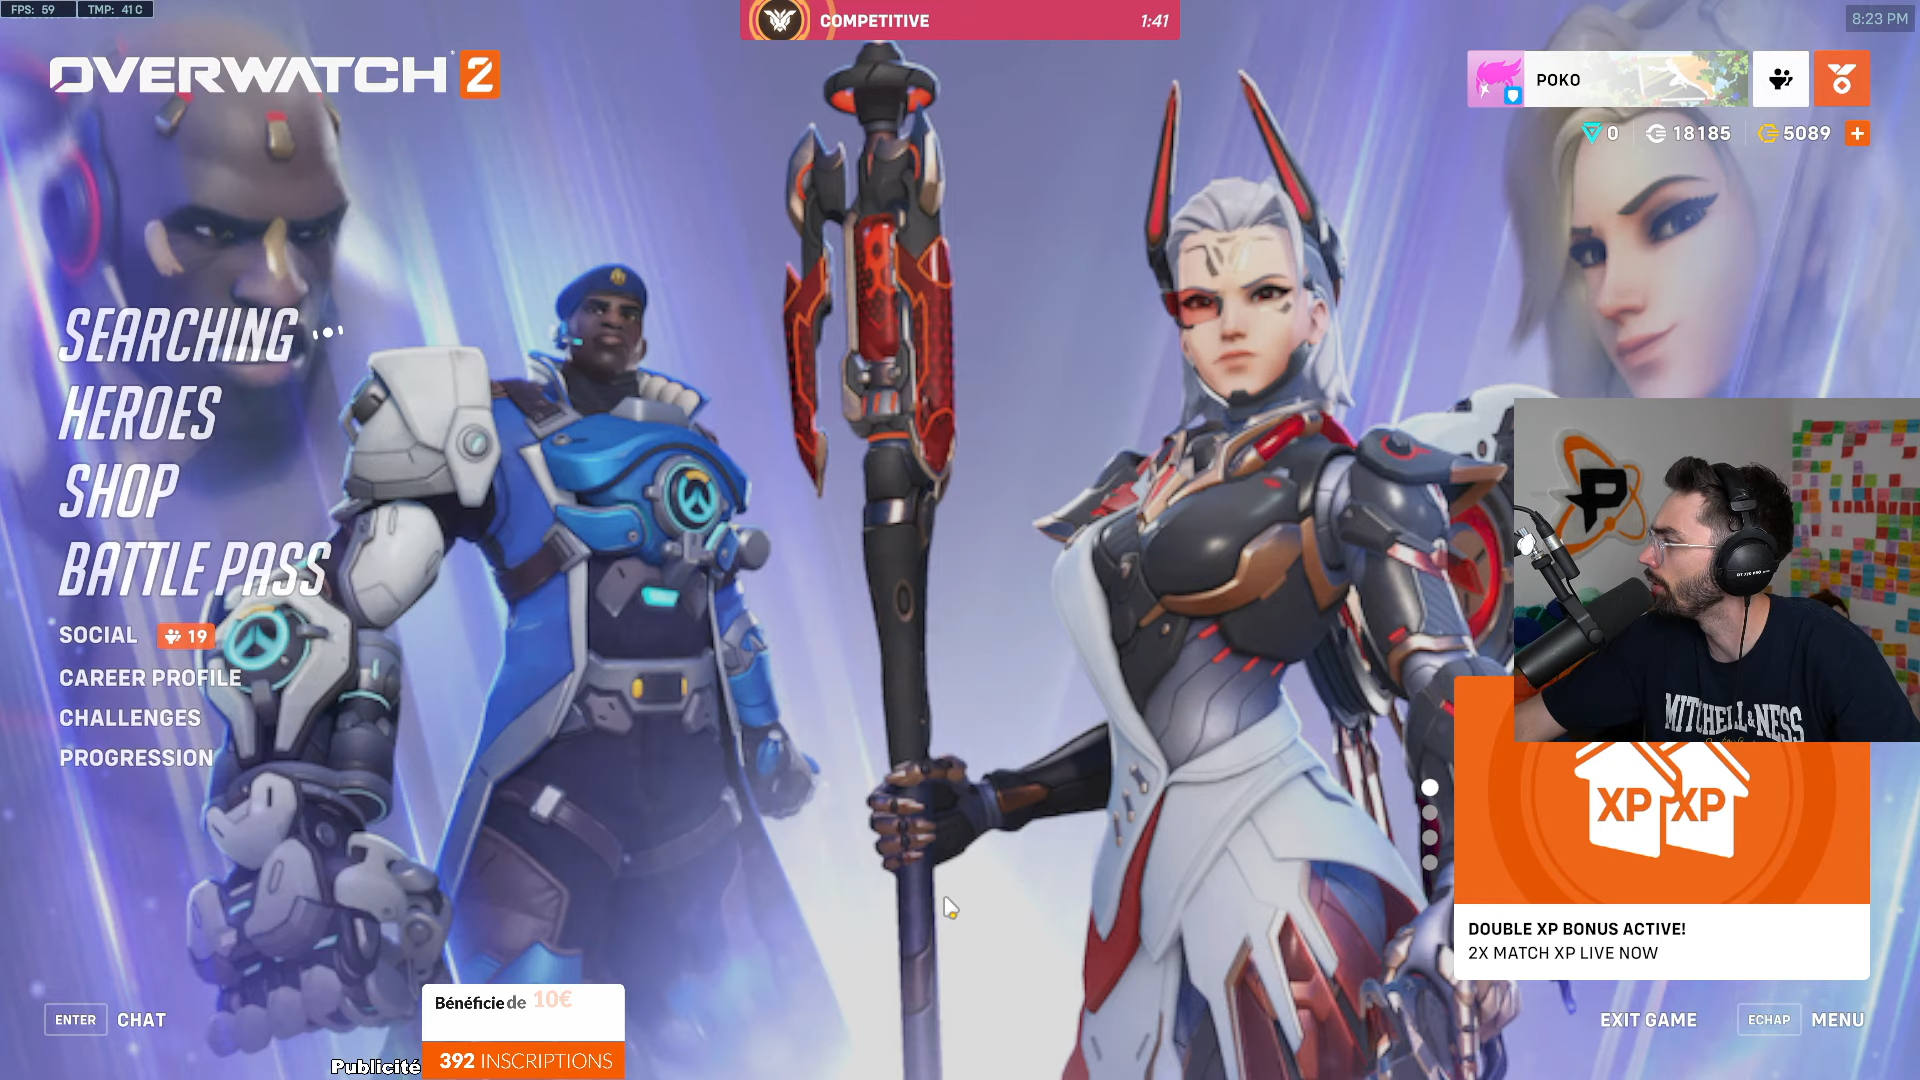 FPS: 59 TMP: 41 C
COMPETITIVE 1:41
8:23 PM
OVERWATCH 2
POKO
0 18185 5089 +
SEARCHING
HEROES
SHOP
BATTLE PASS
SOCIAL 19
CAREER PROFILE
CHALLENGES
PROGRESSION
P
MITCHELL & NESS
XP XP
DOUBLE XP BONUS ACTIVE!
2X MATCH XP LIVE NOW
Bénéficie de 10€
392 INSCRIPTIONS
Publicité
ENTER CHAT
EXIT GAME ECHAP MENU